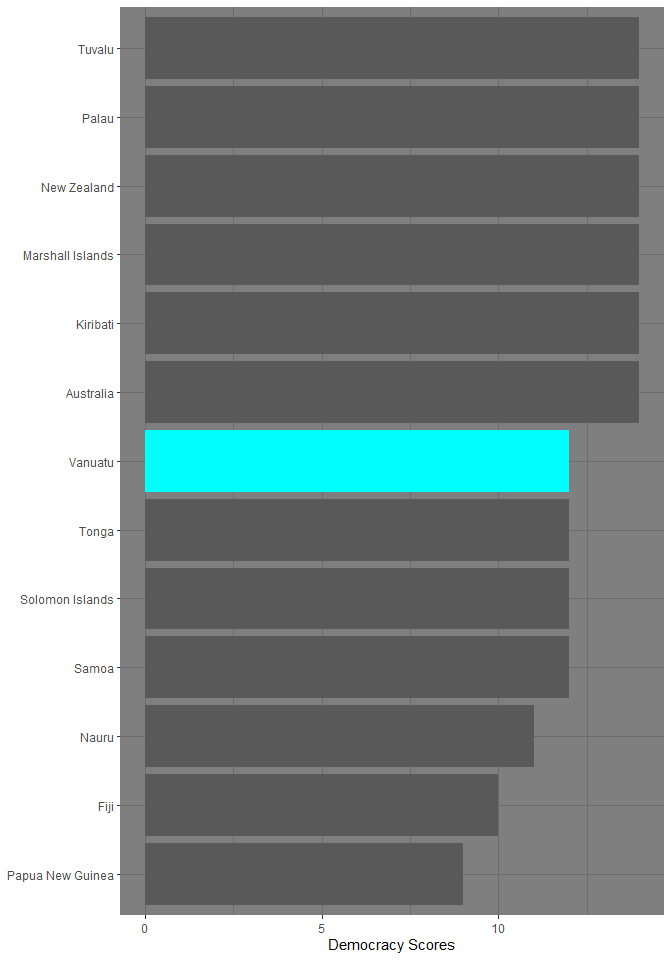 Tuvalu
Palau
New Zealand
Marshall Islands
Kiribati
Australia
Vanuatu
Tonga
Solomon Islands
Samoa
Nauru
Fiji
Papua New Guinea
0 5 10
Democracy Scores